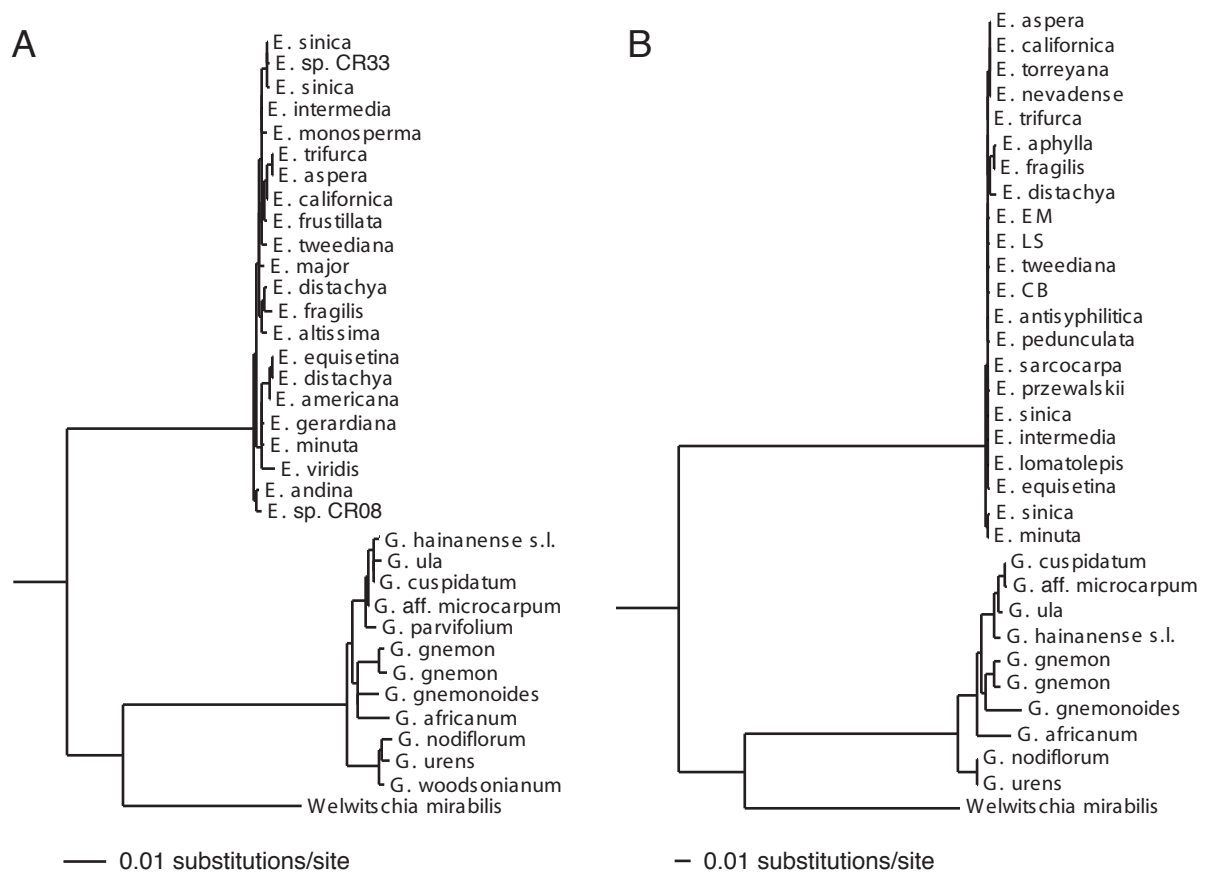 A
E. sinica
E. sp. CR33
E. sinica
E. intermedia
E. monosperma
E. trifurca
E. aspera
E. californica
E. frustillata
E. tweediana
E. major
E. distachya
E. fragilis
E. altissima
E. equisetina
E. distachya
E. americana
E. gerardiana
E. minuta
E. viridis
E. andina
E. sp. CR08
G. hainanense s.l.
G. ula
G. cuspidatum
G. aff. microcarpum
G. parvifolium
G. gnemon
G. gnemon
G. gnemonoides
G. africanum
G. nodiflorum
G. urens
G. woodsonianum
Welwitschia mirabilis
0.01 substitutions/site
B
E. aspera
E. californica
E. torreyana
E. nevadense
E. trifurca
E. aphylla
E. fragilis
E. distachya
E. EM
E. LS
E. tweediana
E. CB
E. antisyphilitica
E. pedunculata
E. sarcocarpa
E. przewalskii
E. sinica
E. intermedia
E. lomatolepis
E. equisetina
E. sinica
E. minuta
G. cuspidatum
G. aff. microcarpum
G. ula
G. hainanense s.l.
G. gnemon
G. gnemon
G. gnemonoides
G. africanum
G. nodiflorum
G. urens
Welwitschia mirabilis
0.01 substitutions/site